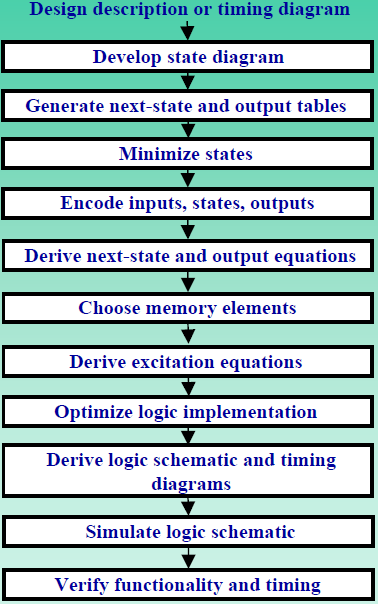 Design description or timing diagram
Develop state diagram
Generate next-state and output tables
Minimize states
Encode inputs, states, outputs
Derive next-state and output equations
Choose memory elements
Derive excitation equations
Optimize logic implementation
Derive logic schematic and timing
diagrams
Simulate logic schematic
Verify functionality and timing